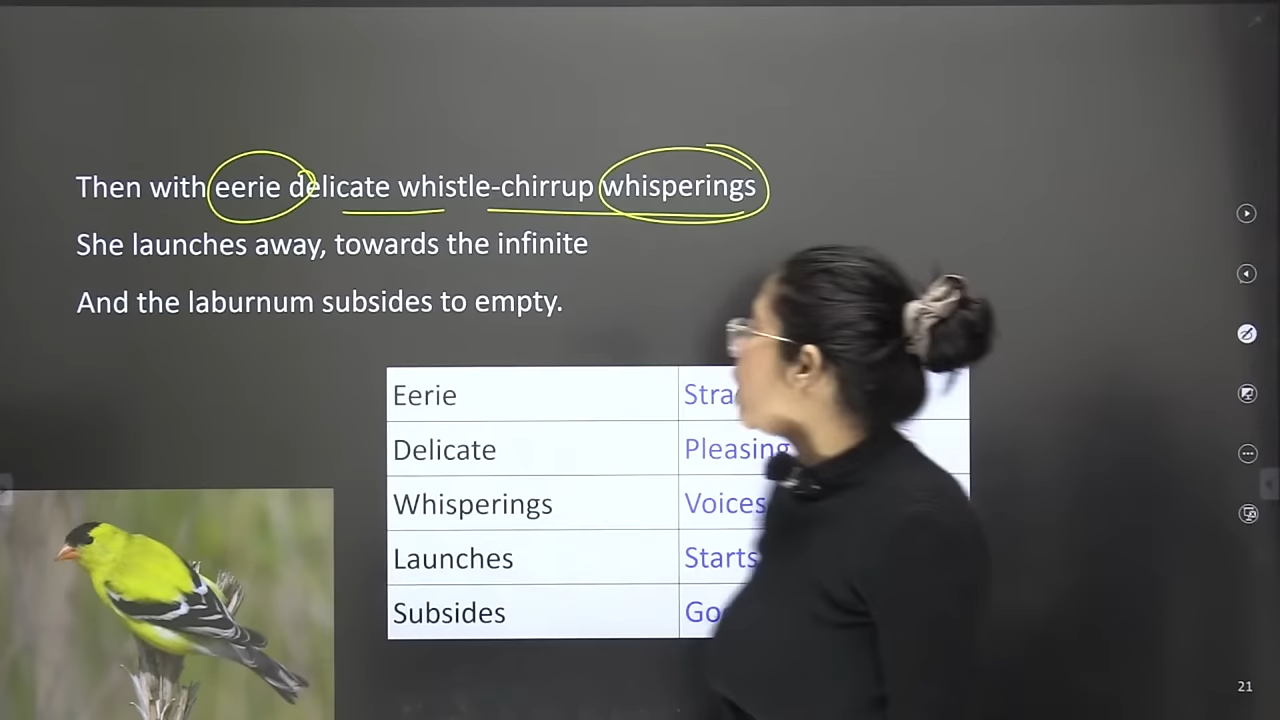 Then with eerie delicate whistle-chirrup whisperings
She launches away, towards the infinite
And the laburnum subsides to empty.
Eerie
Delicate Pleasing
Whisperings Voices
Launches Starts
Subsides
21